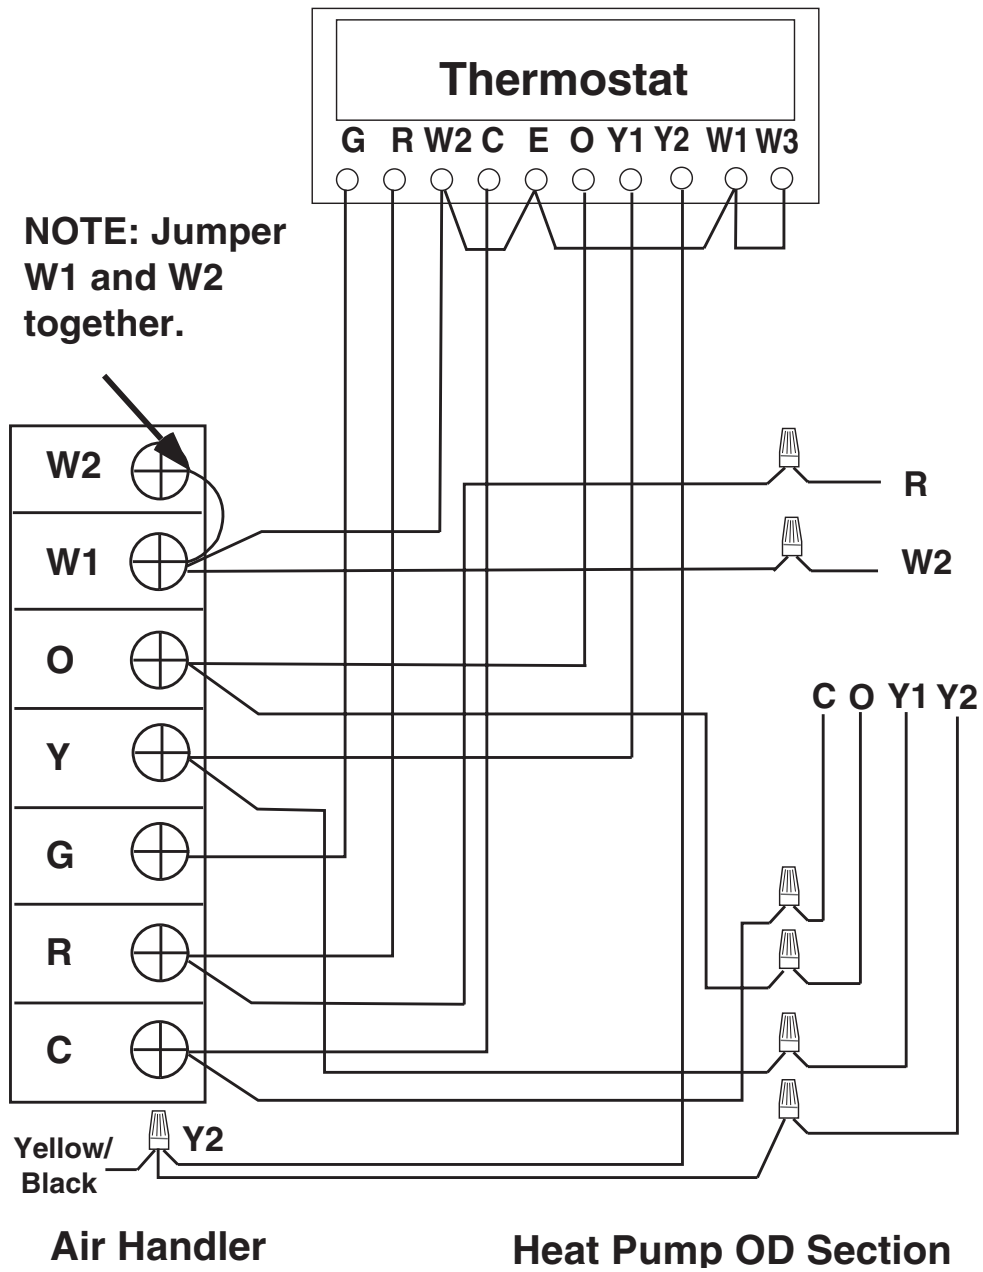 Thermostat
G R W2 C E O Y1 Y2 W1 W3
NOTE: Jumper
W1 and W2
together.
W2
W1
O
Y
G
R
C
R
W2
C O Y1 Y2
Y2
Yellow/
Black
Air Handler
Heat Pump OD Section